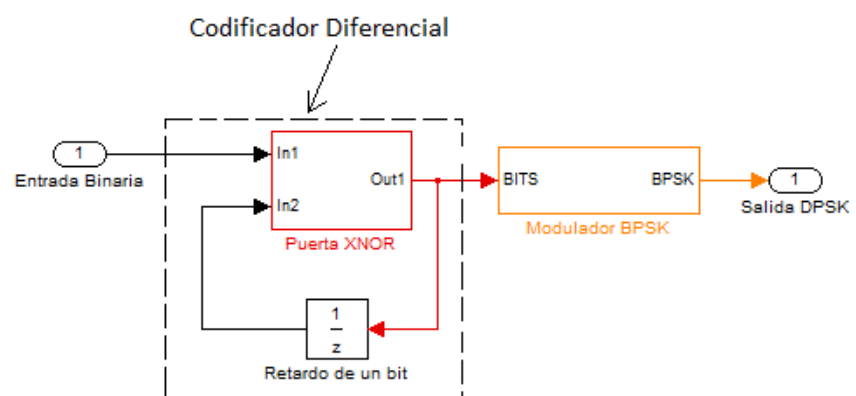 Codificador Diferencial
1
Entrada Binaria
In1
In2
Out1
Puerta XNOR
BITS
BPSK
Modulador BPSK
1
Salida DPSK
1
z
Retardo de un bit